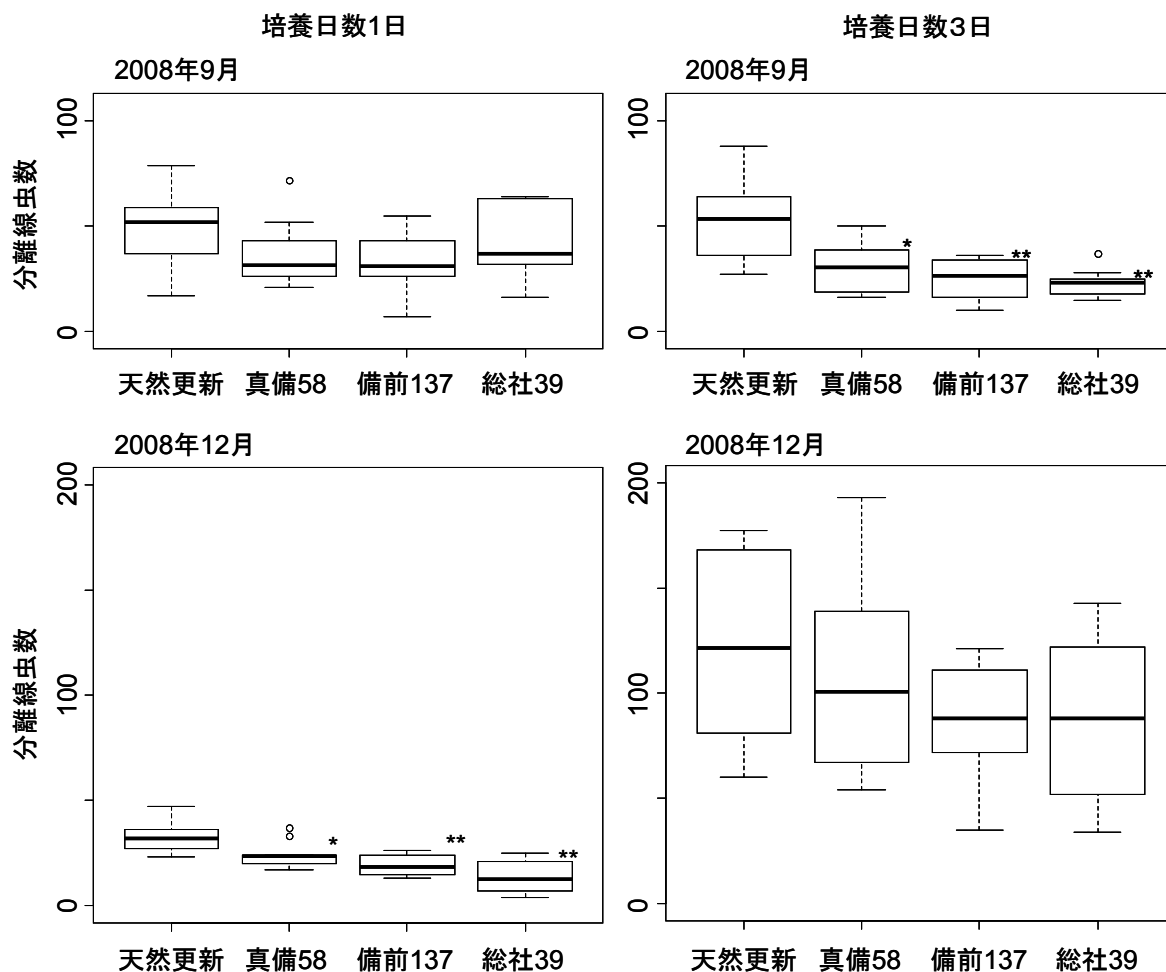 培養日数1日
培養日数3日
2008年9月
2008年9月
分離線虫数
100
0
*
**
**
100
0
天然更新 真備58 備前137 総社39
天然更新 真備58 備前137 総社39
2008年12月
2008年12月
分離線虫数
200
100
0
*
**
**
200
100
0
天然更新 真備58 備前137 総社39
天然更新 真備58 備前137 総社39